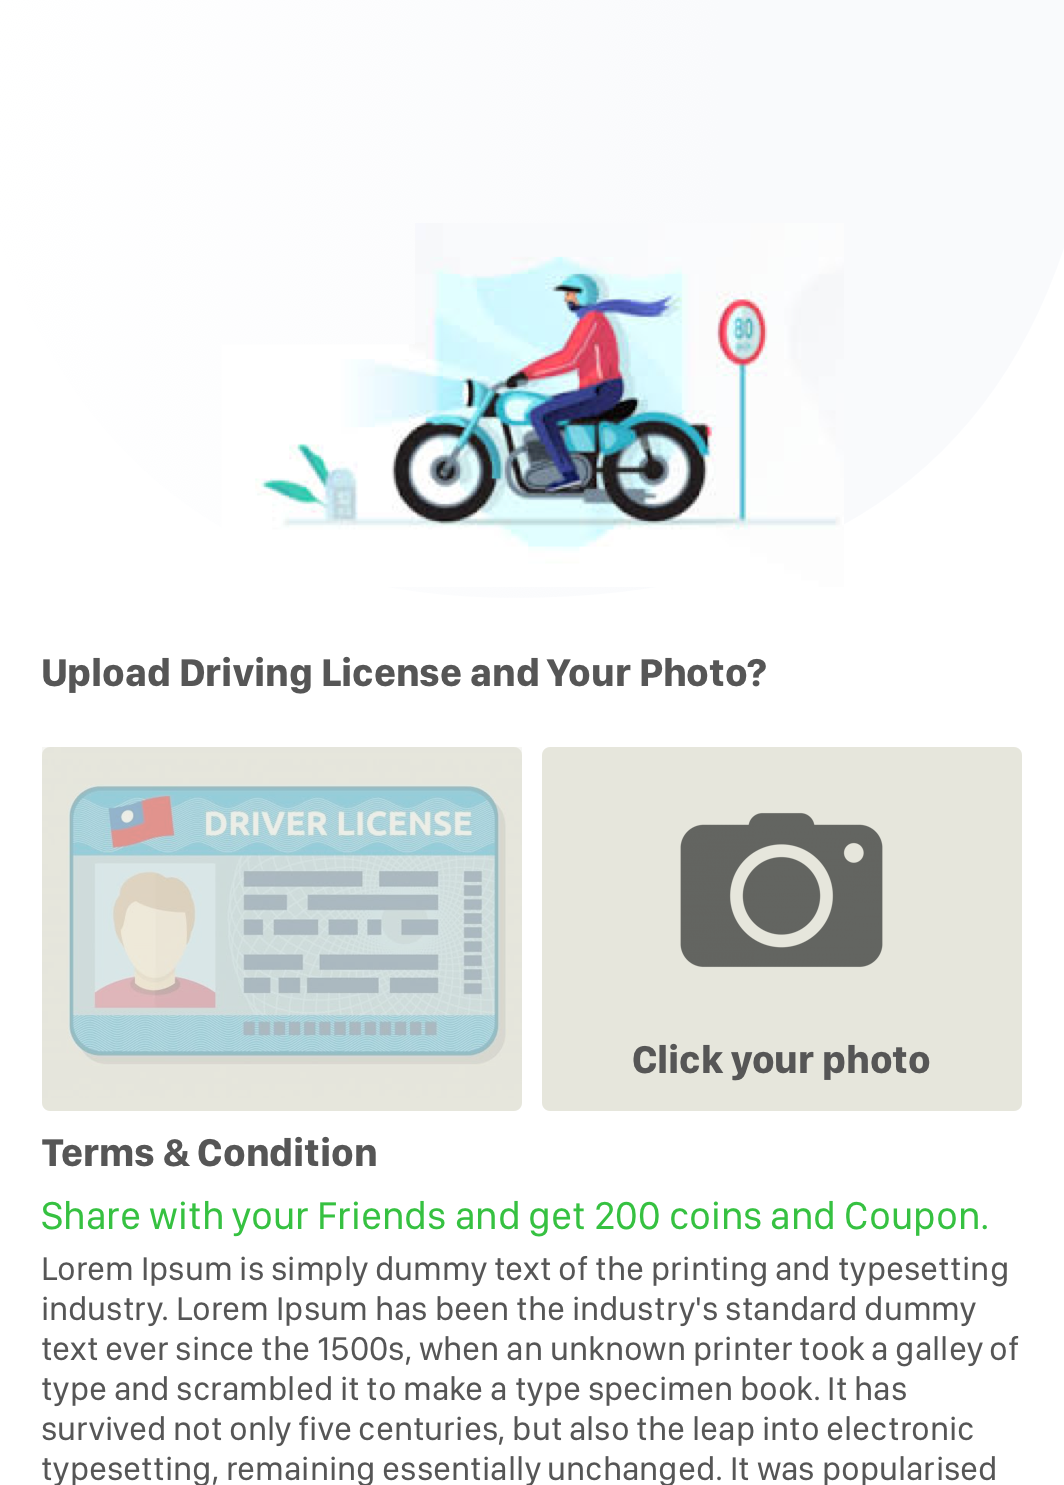 80
Upload Driving License and Your Photo?
DRIVER LICENSE
Click your photo
Terms & Condition
Share with your Friends and get 200 coins and Coupon.
Lorem Ipsum is simply dummy text of the printing and typesetting
industry. Lorem Ipsum has been the industry's standard dummy
text ever since the 1500s, when an unknown printer took a galley of
type and scrambled it to make a type specimen book. It has
survived not only five centuries, but also the leap into electronic
typesetting, remaining essentially unchanged. It was popularised